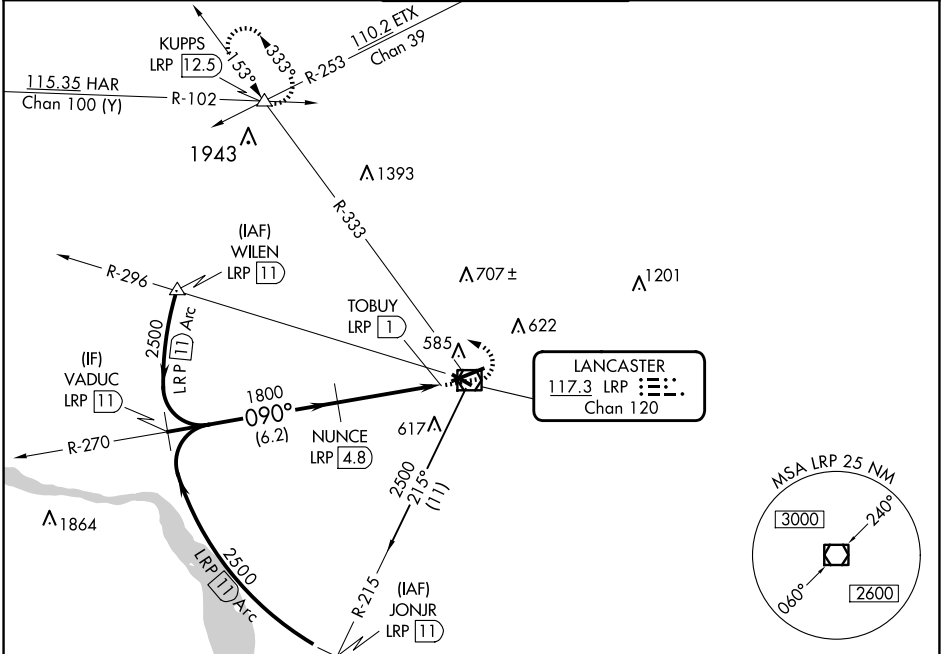 KUPPS
LRP 12.5
153°
333°
R-253
110.2 ETX
Chan 39
115.35 HAR
Chan 100 (Y)
R-102
1943
1393
R-333
(IAF)
WILEN
LRP 11
R-296
2500
LRP 11 Arc
TOBUY
LRP 1
707 ±
1201
622
585
LANCASTER
117.3 LRP
Chan 120
(IF)
VADUC
LRP 11
R-270
1800
090°
(6.2)
NUNCE
LRP 4.8
617
2500
215°
(11)
R-215
1864
2500
LRP 11 Arc
(IAF)
JONJR
LRP 11
MSA LRP 25 NM
3000
240°
060°
2600